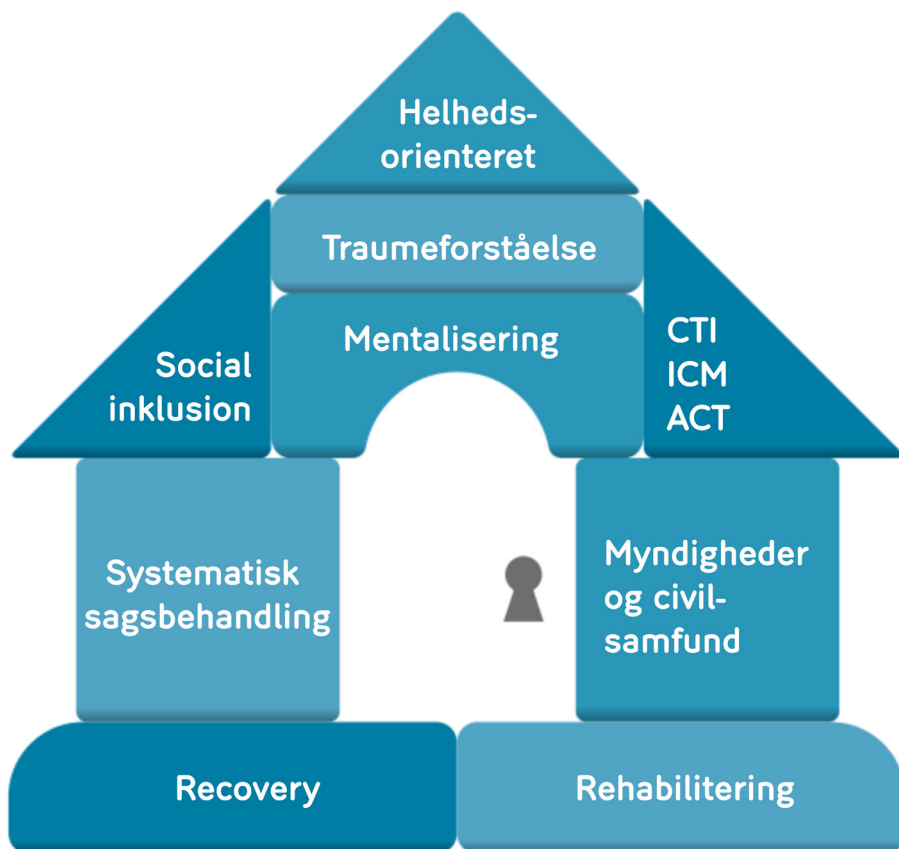 Helheds-
orienteret
Traumeforståelse
Mentalisering
Social
inklusion
CTI
ICM
ACT
Systematisk
sagsbehandling
Myndigheder
og civil-
samfund
Recovery
Rehabilitering